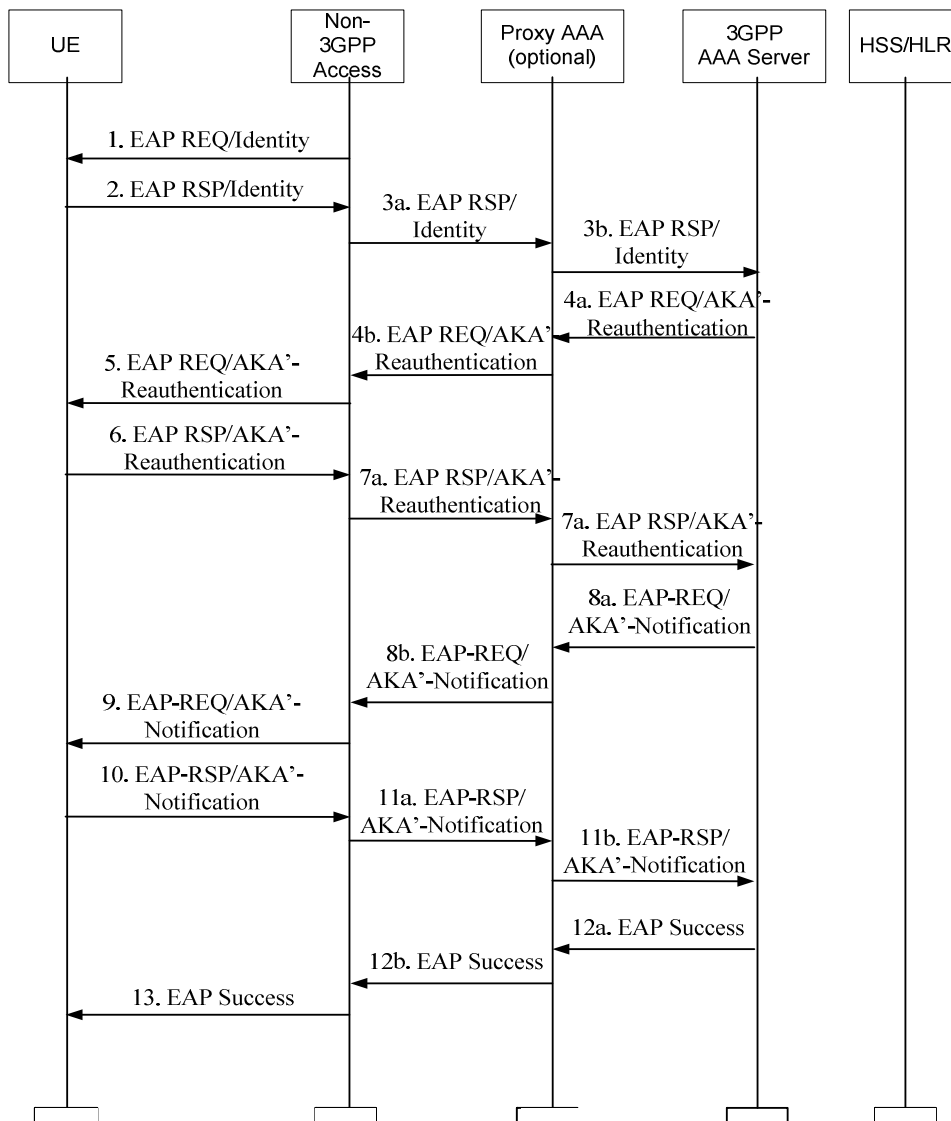 UE
Non-
3GPP
Access
Proxy AAA
(optional)
3GPP
AAA Server
HSS/HLR
1. EAP REQ/Identity
2. EAP RSP/Identity
3a. EAP RSP/
Identity
3b. EAP RSP/
Identity
4a. EAP REQ/AKA’-
Reauthentication
4b. EAP REQ/AKA’
Reauthentication
5. EAP REQ/AKA’-
Reauthentication
6. EAP RSP/AKA’-
Reauthentication
7a. EAP RSP/AKA’-
Reauthentication
7a. EAP RSP/AKA’-
Reauthentication
8a. EAP-REQ/
AKA’-Notification
8b. EAP-REQ/
AKA’-Notification
9. EAP-REQ/AKA’-
Notification
10. EAP-RSP/AKA’-
Notification
11a. EAP-RSP/
AKA’-Notification
11b. EAP-RSP/
AKA’-Notification
12a. EAP Success
12b. EAP Success
13. EAP Success